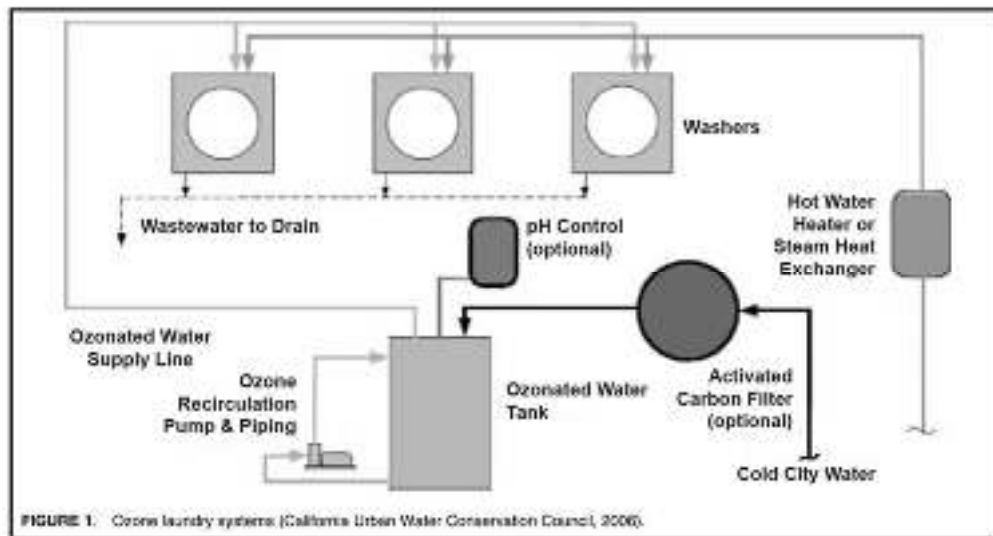 Washers
Hot Water
Heater or
Steam Heat
Exchanger
Wastewater to Drain
pH Control
(optional)
Ozonated Water
Supply Line
Ozone
Recirculation
Pump & Piping
Ozonated Water
Tank
Activated
Carbon Filter
(optional)
Cold City Water
FIGURE 1. Ozone laundry systems (California Urban Water Conservation Council, 2006).